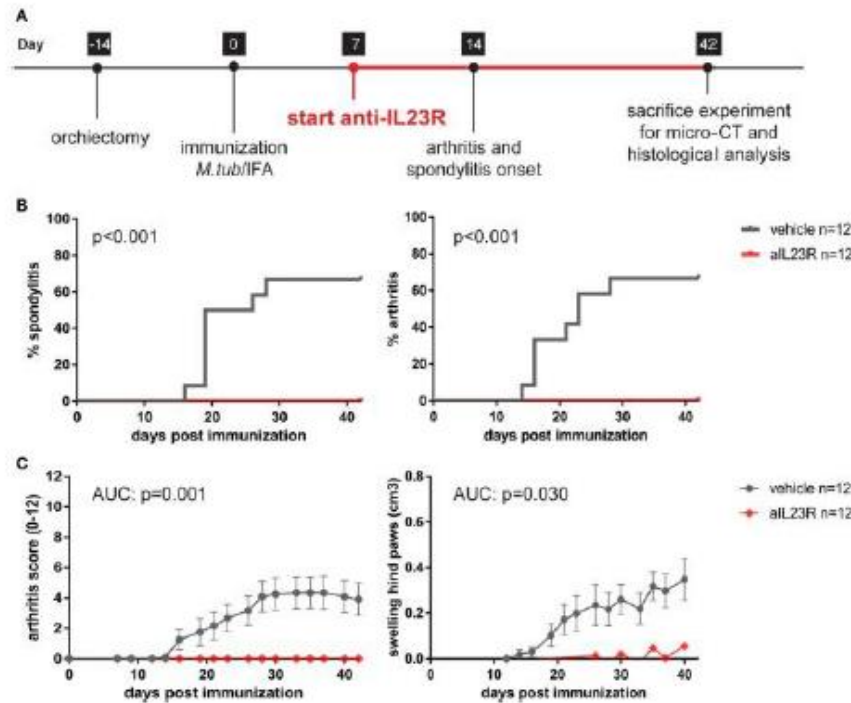 A
Day
-14
0
7
14
42
orchiectomy
immunization
M.tub/IFA
start anti-IL23R
arthritis and
spondylitis onset
sacrifice experiment
for micro-CT and
histological analysis
B
p<0.001
% spondylitis
100
80
60
40
20
0
0 10 20 30 40
days post immunization
p<0.001
% arthritis
100
80
60
40
20
0
0 10 20 30 40
days post immunization
vehicle n=12
aIL23R n=12
C
AUC: p=0.001
arthritis score (0-12)
12
10
8
6
4
2
0
0 10 20 30 40
days post immunization
AUC: p=0.030
swelling hind paws (cm3)
0.8
0.6
0.4
0.2
0.0
0 10 20 30 40
days post immunization
vehicle n=12
aIL23R n=12